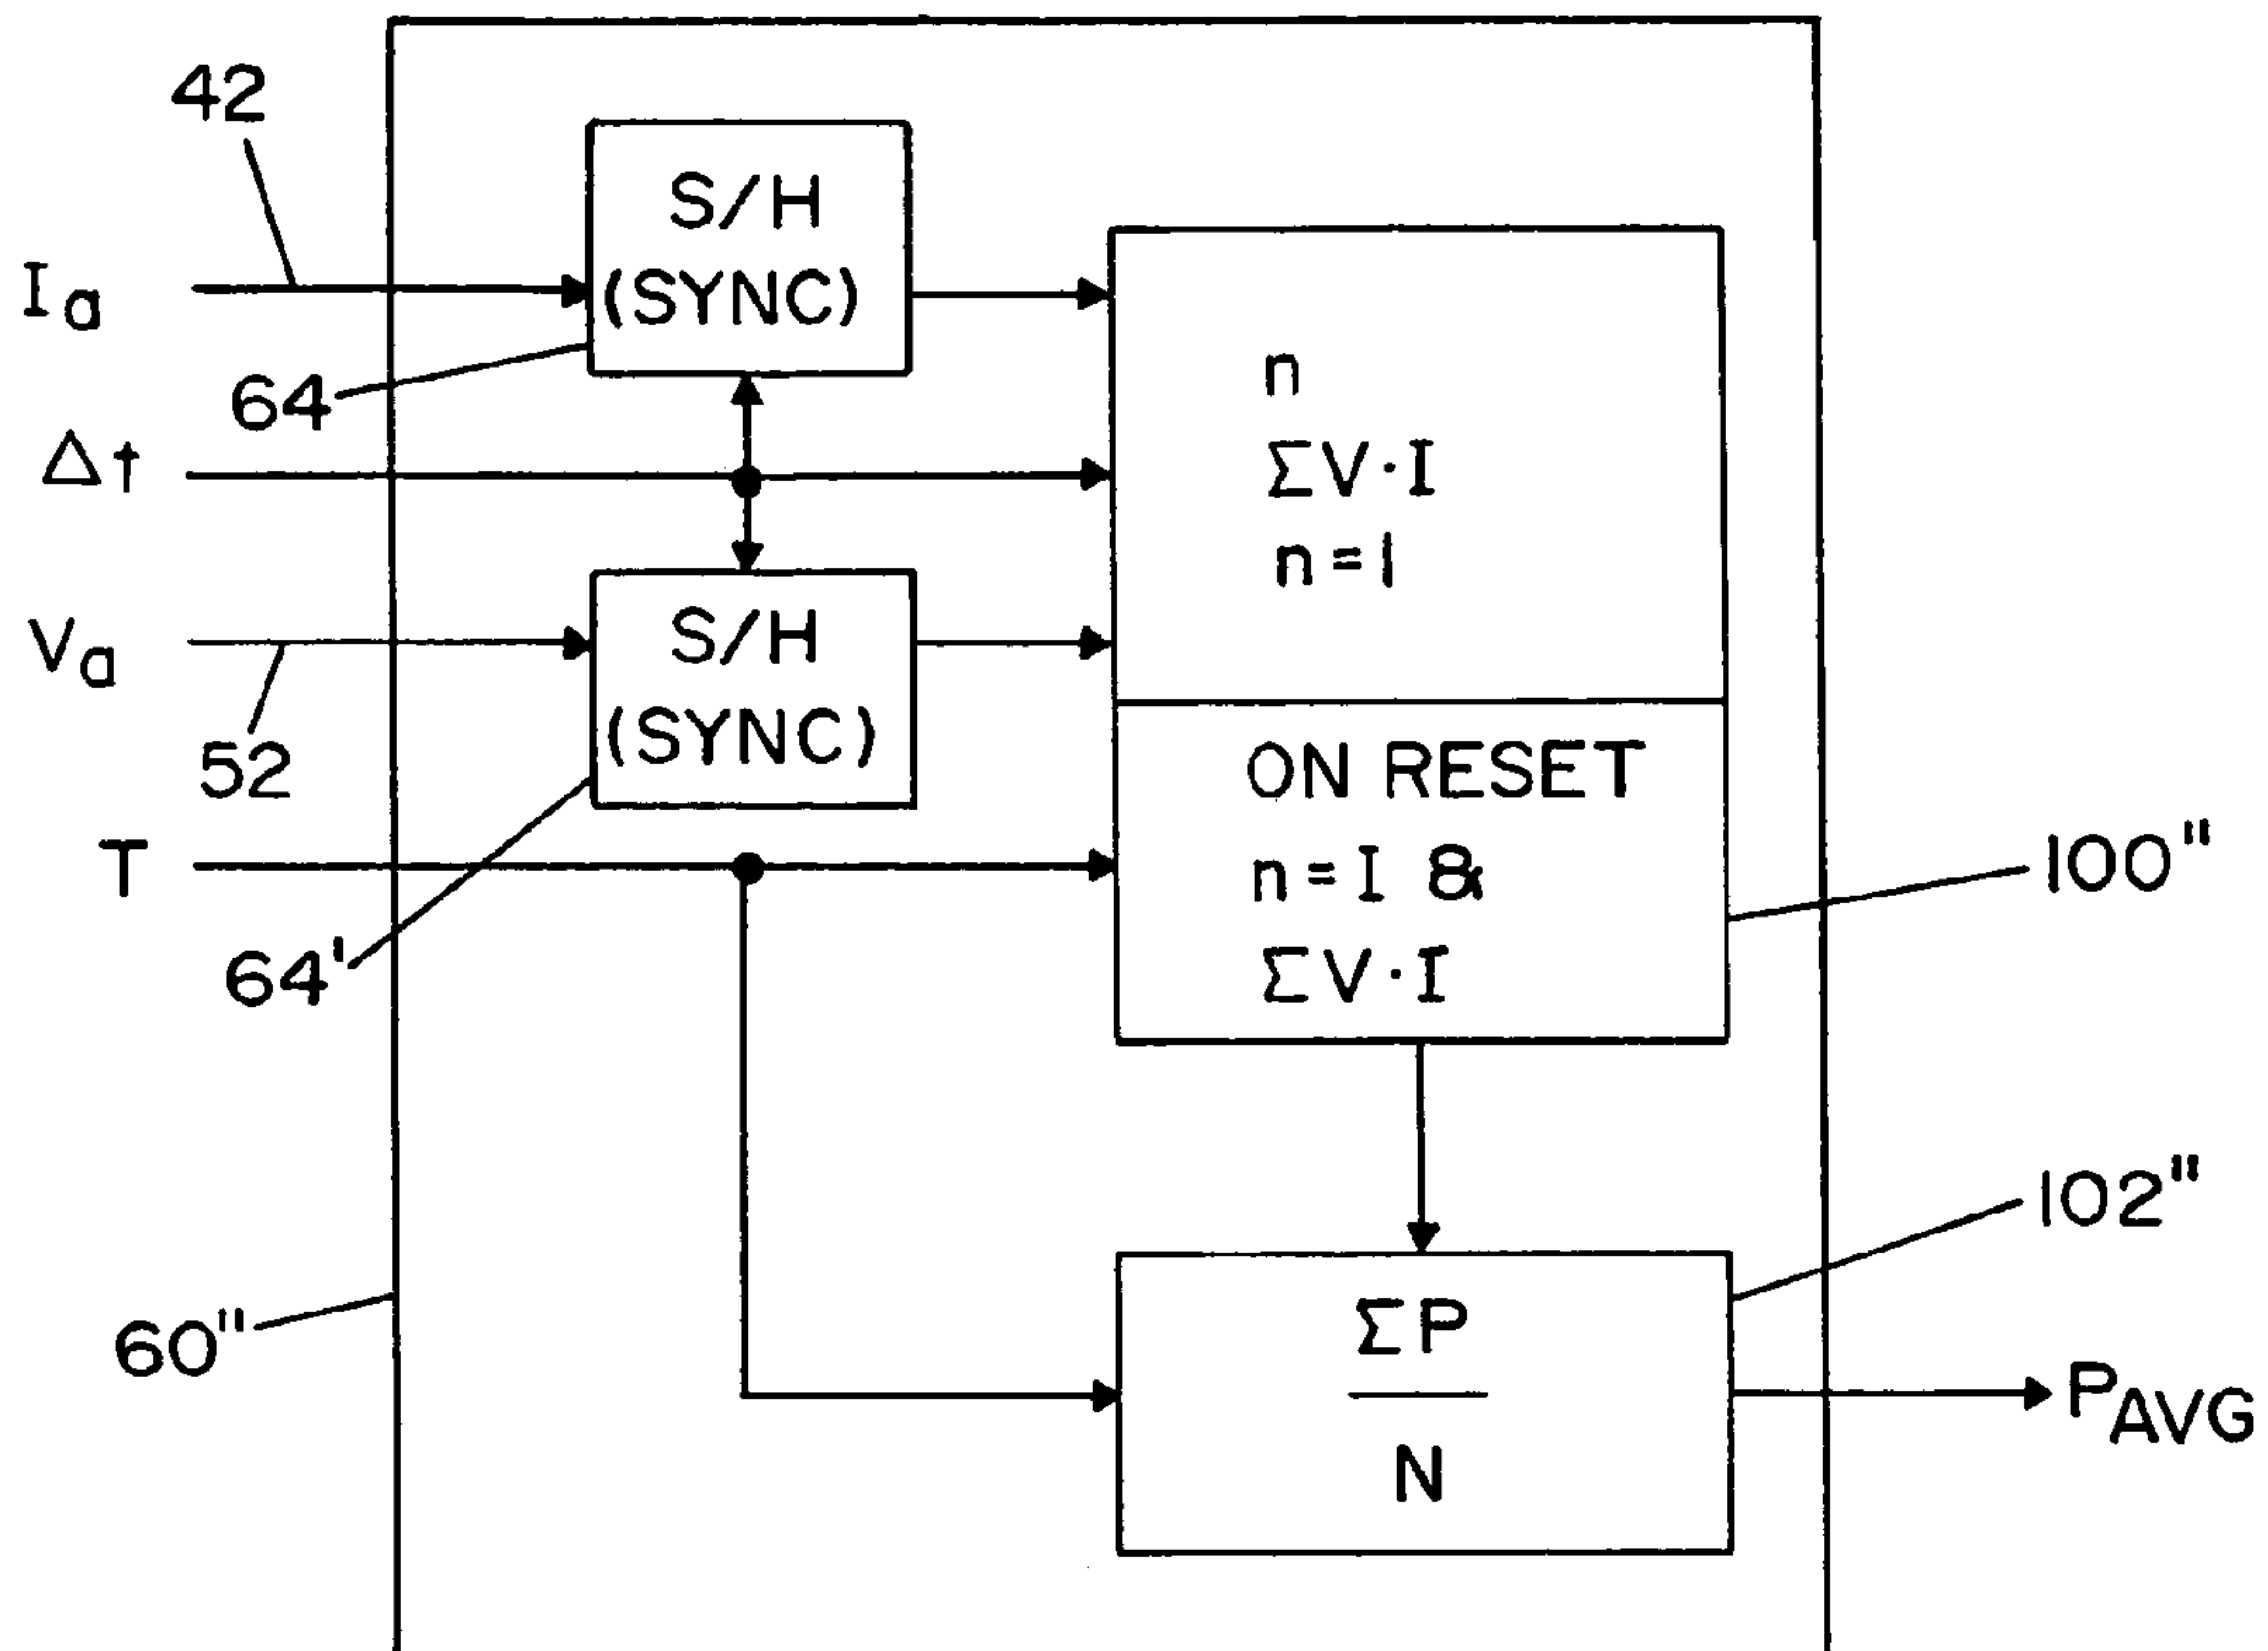 42
S/H
(SYNC)
Ia
64
Δt
n
ΣV·I
n=1
Va
S/H
(SYNC)
52
ON RESET
n=I &
ΣV·I
T
100"
64'
102"
ΣP
N
60"
PAVG